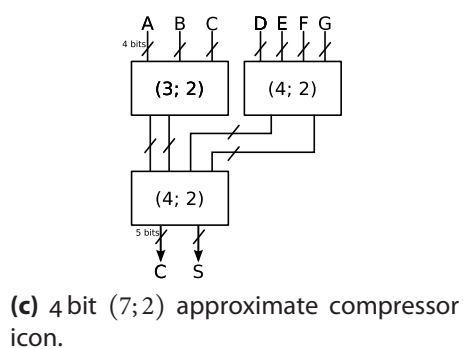 A B C D E F G
4 bits
(3; 2) (4; 2)
(4; 2)
5 bits
C S
(c) 4 bit (7; 2) approximate compressor
icon.